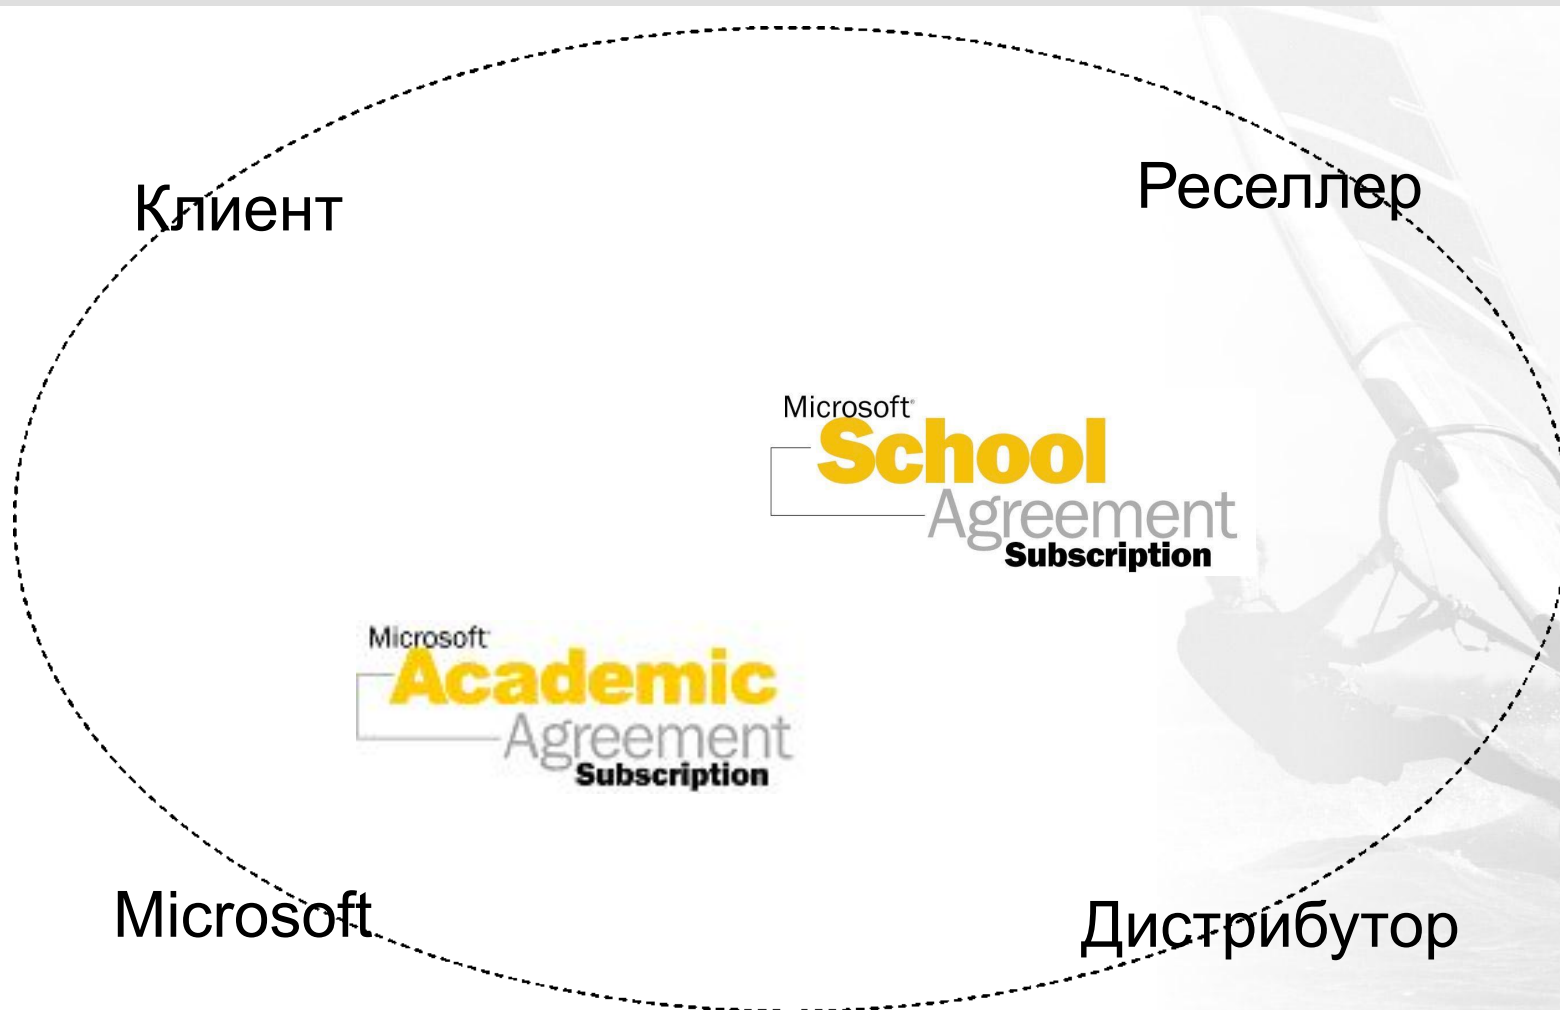 Клиент
Реселлер
Microsoft®
School
Agreement
Subscription
Microsoft
Academic
Agreement
Subscription
Microsoft
Дистрибутор